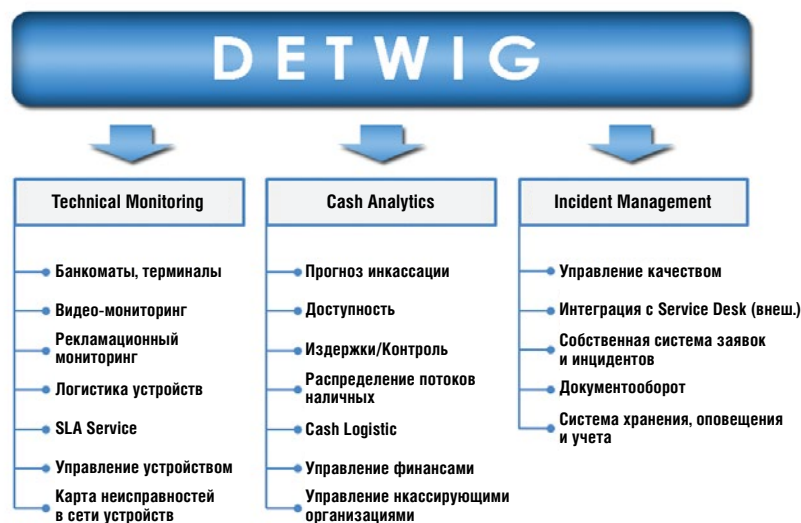 DETWIG
Technical Monitoring
Банкоматы, терминалы
Видео-мониторинг
Рекламационный
мониторинг
Логистика устройств
SLA Service
Управление устройством
Карта неисправностей
в сети устройств
Cash Analytics
Прогноз инкассации
Доступность
Издержки/Контроль
Распределение потоков
наличных
Cash Logistic
Управление финансами
Управление нкассирующими
организациями
Incident Management
Управление качеством
Интеграция с Service Desk (внеш.)
Собственная система заявок
и инцидентов
Документооборот
Система хранения, оповещения
и учета